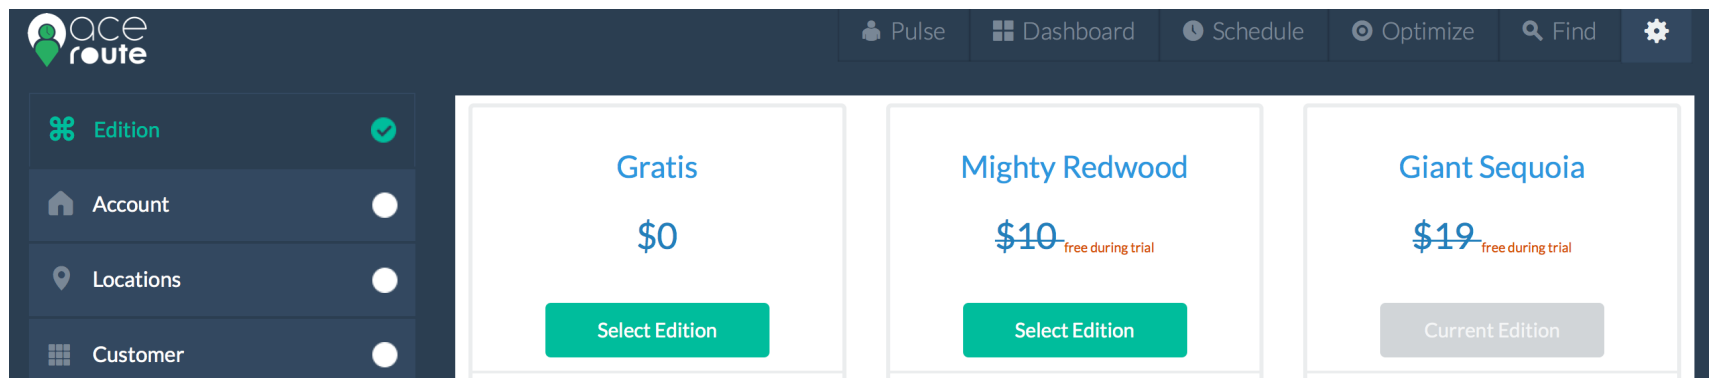 ace
route
Pulse
Dashboard
Schedule
Optimize
Find
Edition
Account
Locations
Customer
Gratis
$0
Select Edition
Mighty Redwood
$10 free during trial
Select Edition
Giant Sequoia
$19 free during trial
Current Edition